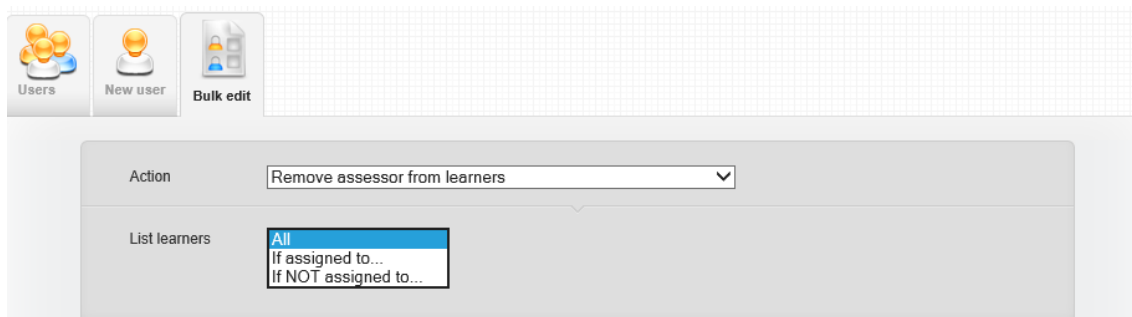 Users
New user
Bulk edit
Action
Remove assessor from learners
List learners
All
If assigned to...
If NOT assigned to...